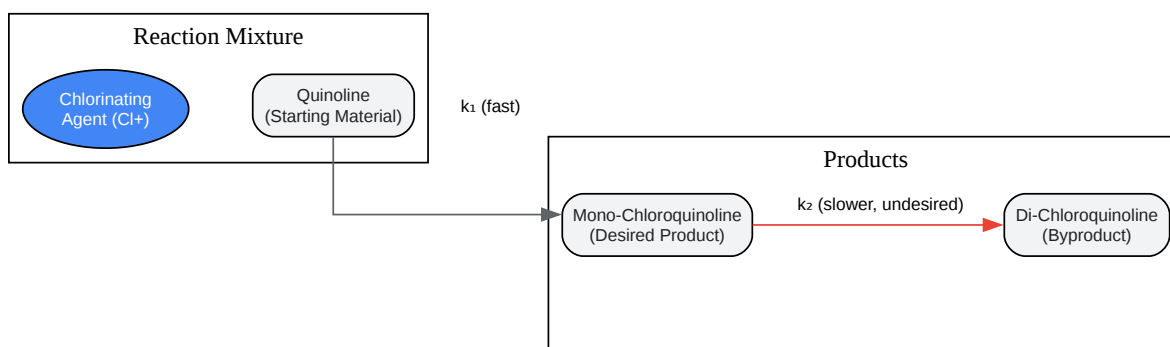 Reaction Mixture
Chlorinating
Agent (Cl+)
Quinoline
(Starting Material)
k₁ (fast)
Products
Mono-Chloroquinoline
(Desired Product)
k₂ (slower, undesired)
Di-Chloroquinoline
(Byproduct)